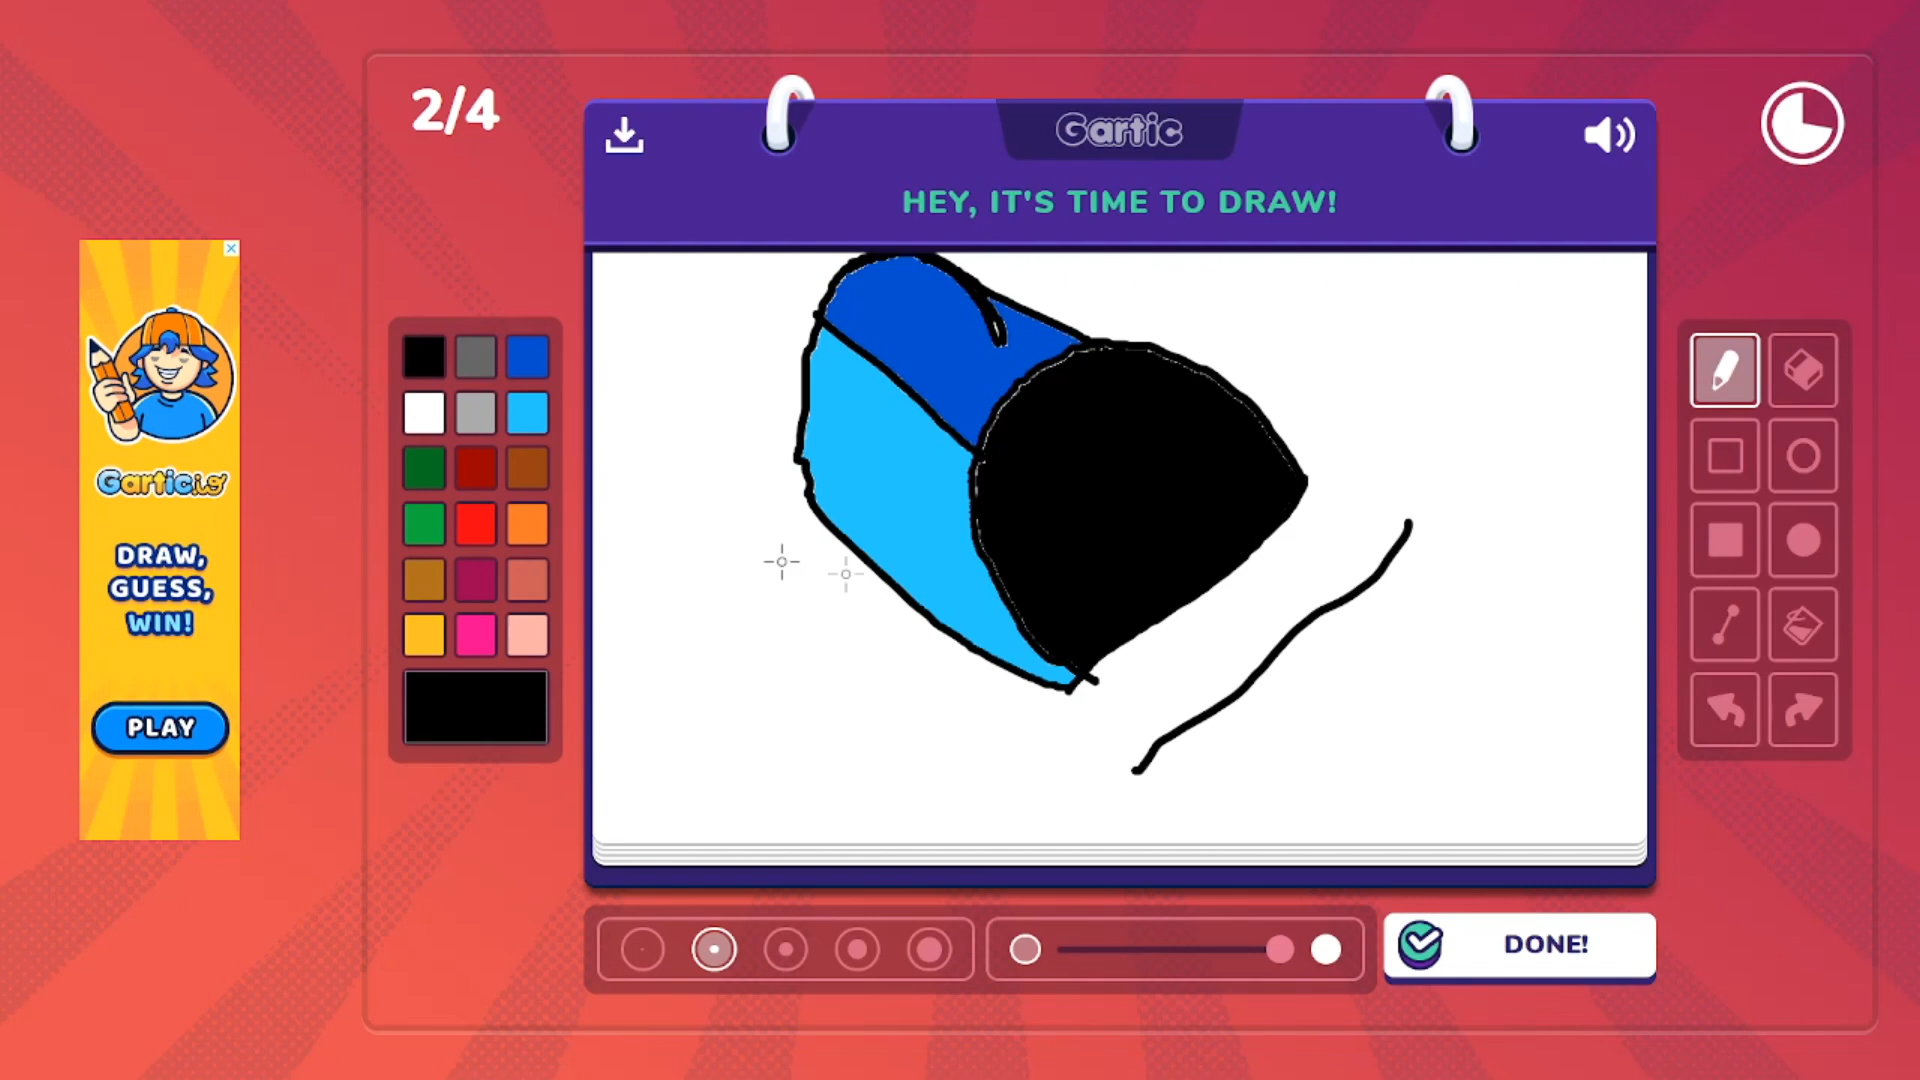 2/4
Gartic
HEY, IT'S TIME TO DRAW!
Gartic.io
DRAW,
GUESS,
WIN!
PLAY
DONE!